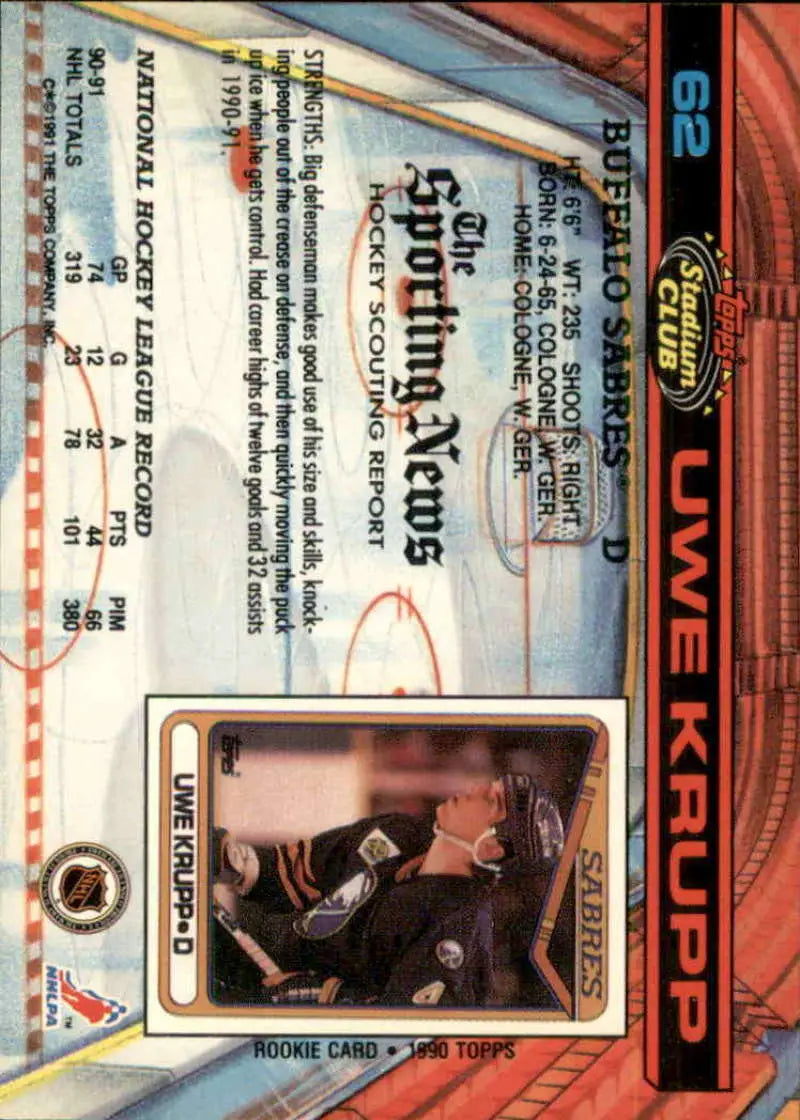 62
topps
Stadium
CLUB
UWE KRUPP
BUFFALO SABRES® D
HT: 6'6" WT: 235 SHOOTS: RIGHT
BORN: 6-24-65, COLOGNE, W. GER.
HOME: COLOGNE, W. GER.
The
Sporting News
HOCKEY SCOUTING REPORT
STRENGTHS: Big defenseman makes good use of his size and skills, knock-
ing people out of the crease on defense, and then quickly moving the puck
up ice when he gets control. Had career highs of twelve goals and 32 assists
in 1990-91.
NATIONAL HOCKEY LEAGUE RECORD
GP G A PTS PIM
90-91 74 12 32 44 66
NHL TOTALS 319 23 78 101 380
C*©1991 THE TOPPS COMPANY, INC.
SABRES
4
topps
UWE KRUPP • D
ROOKIE CARD • 1990 TOPPS
NHL
NHLPA
TM